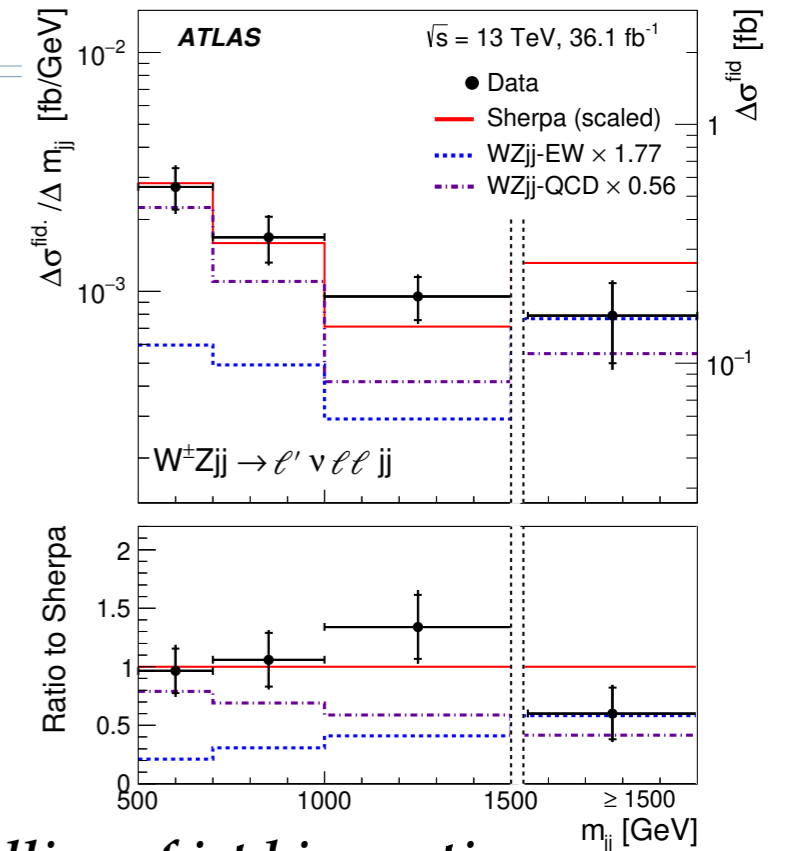 ATLAS
√s = 13 TeV, 36.1 fb⁻¹
Data
Sherpa (scaled)
WZjj-EW × 1.77
WZjj-QCD × 0.56
Δσ^fid. /Δ m_jj [fb/GeV]
10⁻²
10⁻³
Δσ^fid [fb]
1
10⁻¹
W^±Zjj → ℓ′ ν ℓℓ jj
Ratio to Sherpa
2
1.5
1
0.5
0
500 1000 1500 ≥ 1500
m_jj [GeV]